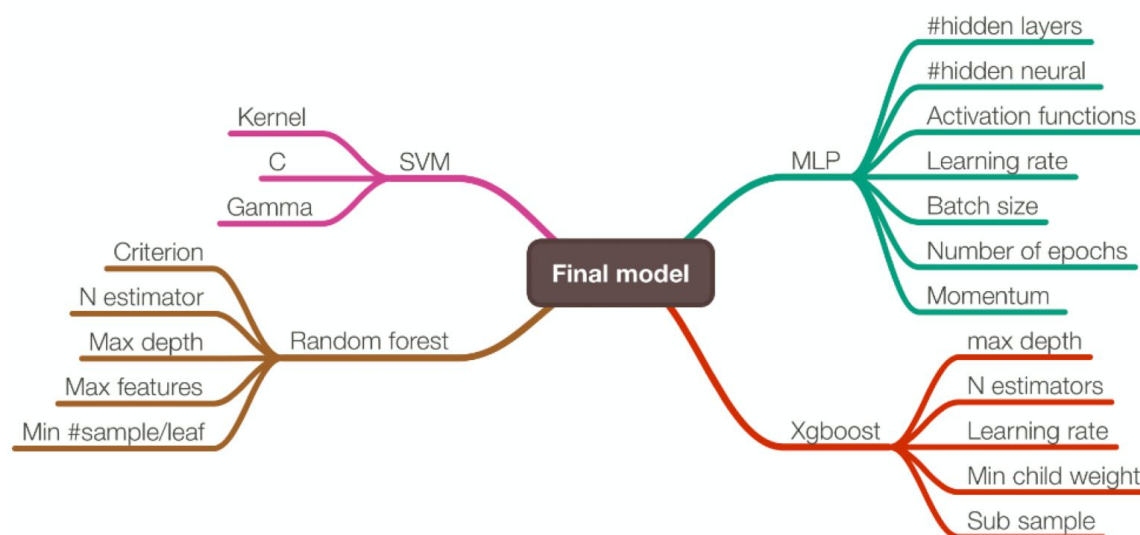 #hidden layers
#hidden neural
Activation functions
Learning rate
Batch size
Number of epochs
Momentum
MLP
Kernel
C
Gamma
SVM
Final model
Criterion
N estimator
Max depth
Max features
Min #sample/leaf
Random forest
max depth
N estimators
Learning rate
Min child weight
Sub sample
Xgboost